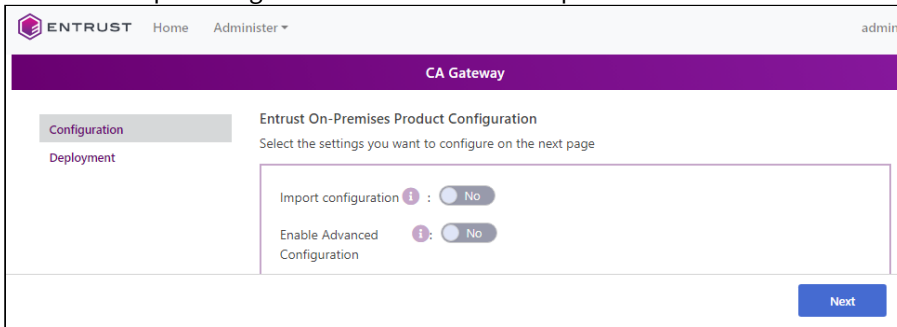 ENTRUST Home Administer admin
CA Gateway
Configuration
Deployment
Entrust On-Premises Product Configuration
Select the settings you want to configure on the next page
Import configuration i : No
Enable Advanced Configuration i : No
Next